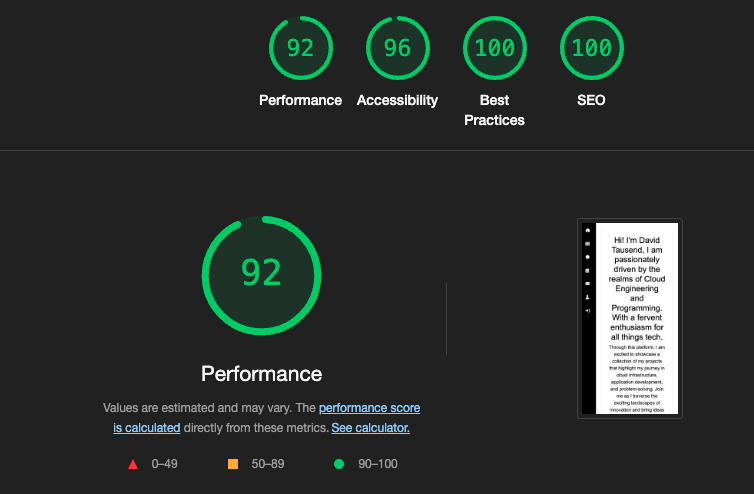 92
96
100
100
Performance
Accessibility
Best
Practices
SEO
92
Performance
Values are estimated and may vary. The performance score
is calculated directly from these metrics. See calculator.
0–49
50–89
90–100
Hi! I'm David
Tausend, I am
passionately
driven by the
realms of Cloud
Engineering
and
Programming.
With a fervent
enthusiasm for
all things tech.
Through this platform, I am
excited to showcase a
collection of my projects
that highlight my journey in
cloud infrastructure,
application development,
and problem-solving. Join
me as I traverse the
exciting landscapes of
innovation and bring ideas